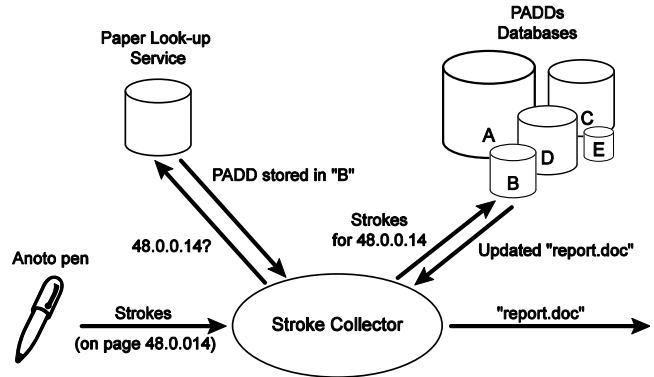 Paper Look-up
Service
PADDs
Databases
A
C
D
E
B
PADD stored in "B"
48.0.0.14?
Strokes
for 48.0.0.14
Updated "report.doc"
Anoto pen
Strokes
(on page 48.0.014)
Stroke Collector
"report.doc"